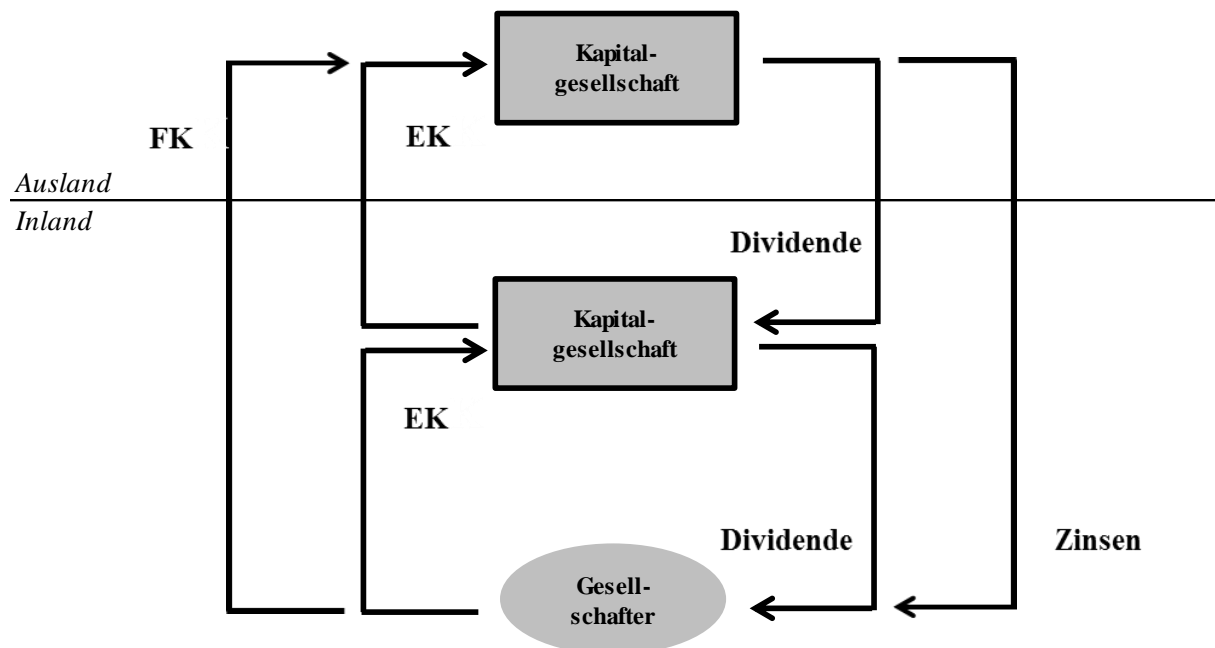 Kapital-
gesellschaft
FK
EK
Ausland
Inland
Dividende
Kapital-
gesellschaft
EK
Dividende
Zinsen
Gesell-
schafter